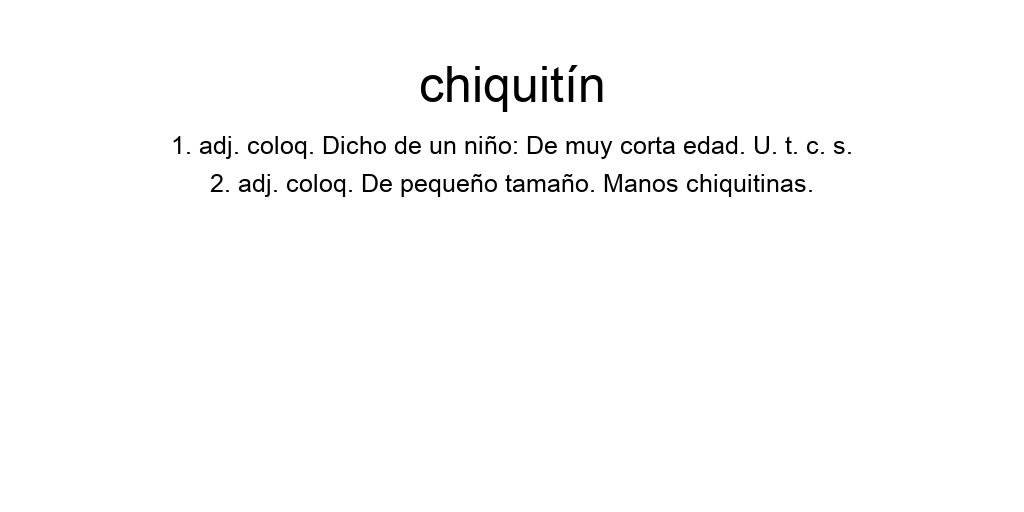 chiquitín
1. adj. coloq. Dicho de un niño: De muy corta edad. U. t. c. s.
2. adj. coloq. De pequeño tamaño. Manos chiquitinas.